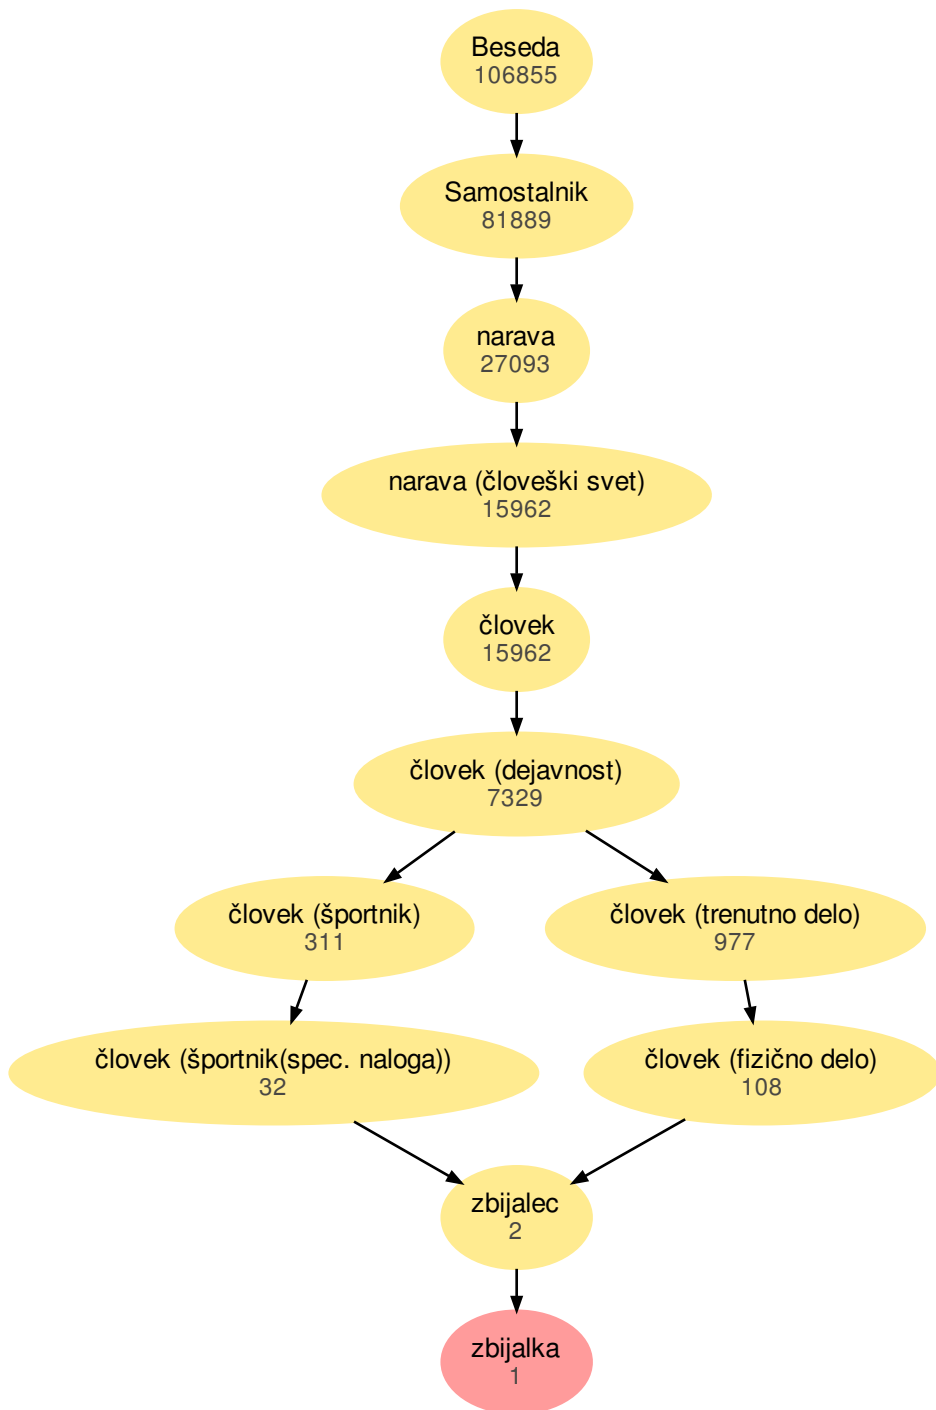 Beseda
106855
Samostalnik
81889
narava
27093
narava (človeški svet)
15962
človek
15962
človek (dejavnost)
7329
človek (športnik)
311
človek (trenutno delo)
977
človek (športnik(spec. naloga))
32
človek (fizično delo)
108
zbijalec
2
zbijalka
1